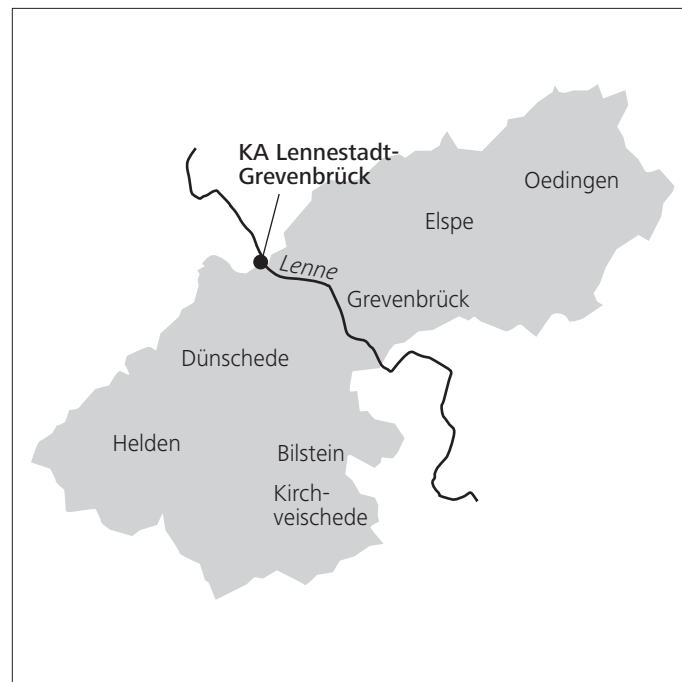 KA Lennestadt-
Grevenbrück
Oedingen
Elspe
Lenne
Grevenbrück
Dünschede
Helden
Bilstein
Kirch-
veischede